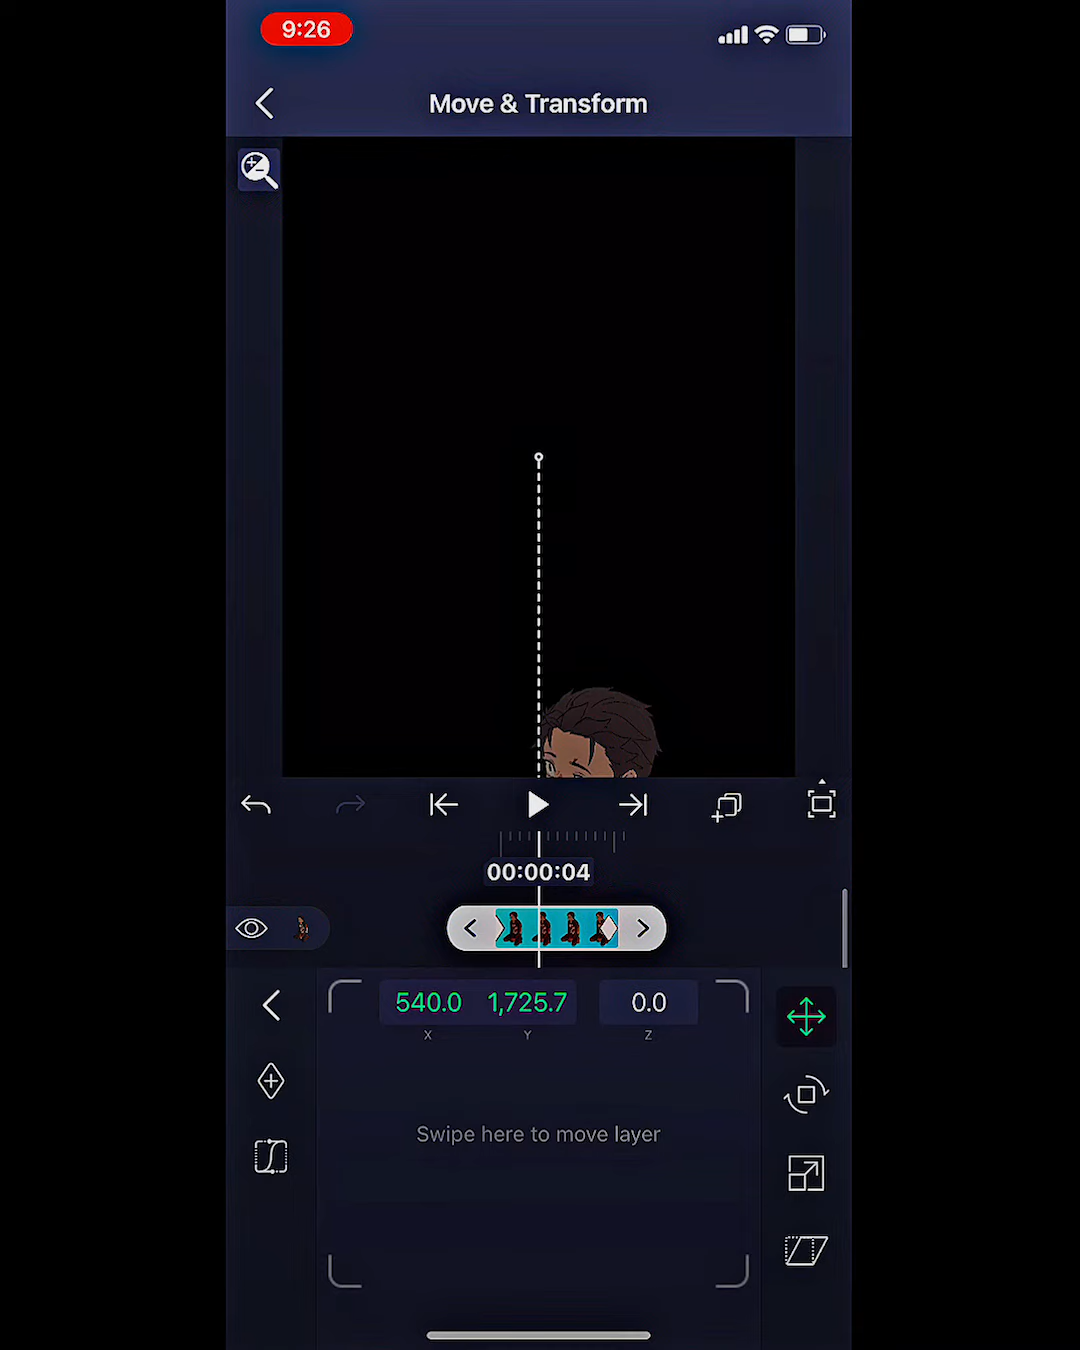 9:26
Move & Transform
00:00:04
540.0 1,725.7 0.0
X Y Z
Swipe here to move layer